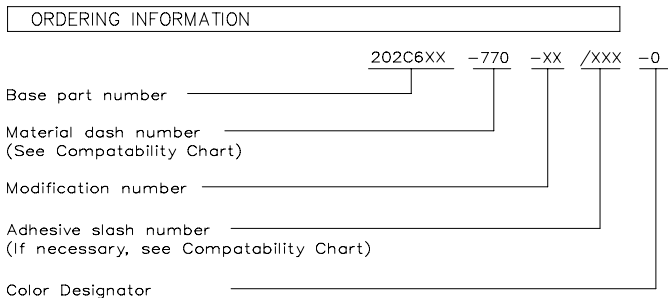 ORDERING INFORMATION
202C6XX -770 -XX /XXX -0
Base part number
Material dash number
(See Compatability Chart)
Modification number
Adhesive slash number
(If necessary, see Compatability Chart)
Color Designator